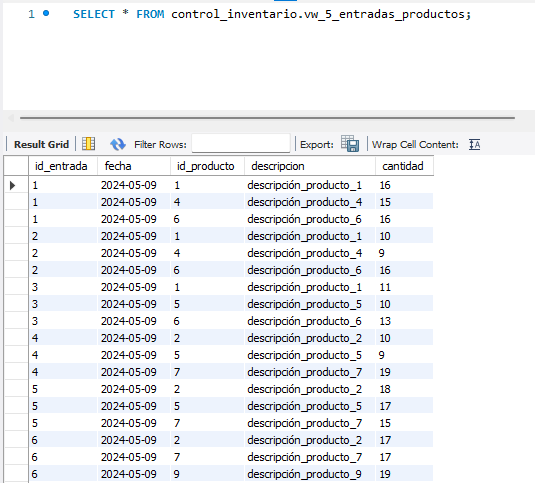 1 SELECT * FROM control_inventario.vw_5_entradas_productos;
Result Grid Filter Rows: Export: Wrap Cell Content: IA
id_entrada fecha id_producto descripcion cantidad
1 2024-05-09 1 descripción_producto_1 16
1 2024-05-09 4 descripción_producto_4 15
1 2024-05-09 6 descripción_producto_6 16
2 2024-05-09 1 descripción_producto_1 10
2 2024-05-09 4 descripción_producto_4 9
2 2024-05-09 6 descripción_producto_6 16
3 2024-05-09 1 descripción_producto_1 11
3 2024-05-09 5 descripción_producto_5 10
3 2024-05-09 6 descripción_producto_6 13
4 2024-05-09 2 descripción_producto_2 10
4 2024-05-09 5 descripción_producto_5 9
4 2024-05-09 7 descripción_producto_7 19
5 2024-05-09 2 descripción_producto_2 18
5 2024-05-09 5 descripción_producto_5 17
5 2024-05-09 7 descripción_producto_7 15
6 2024-05-09 2 descripción_producto_2 17
6 2024-05-09 7 descripción_producto_7 17
6 2024-05-09 9 descripción_producto_9 19